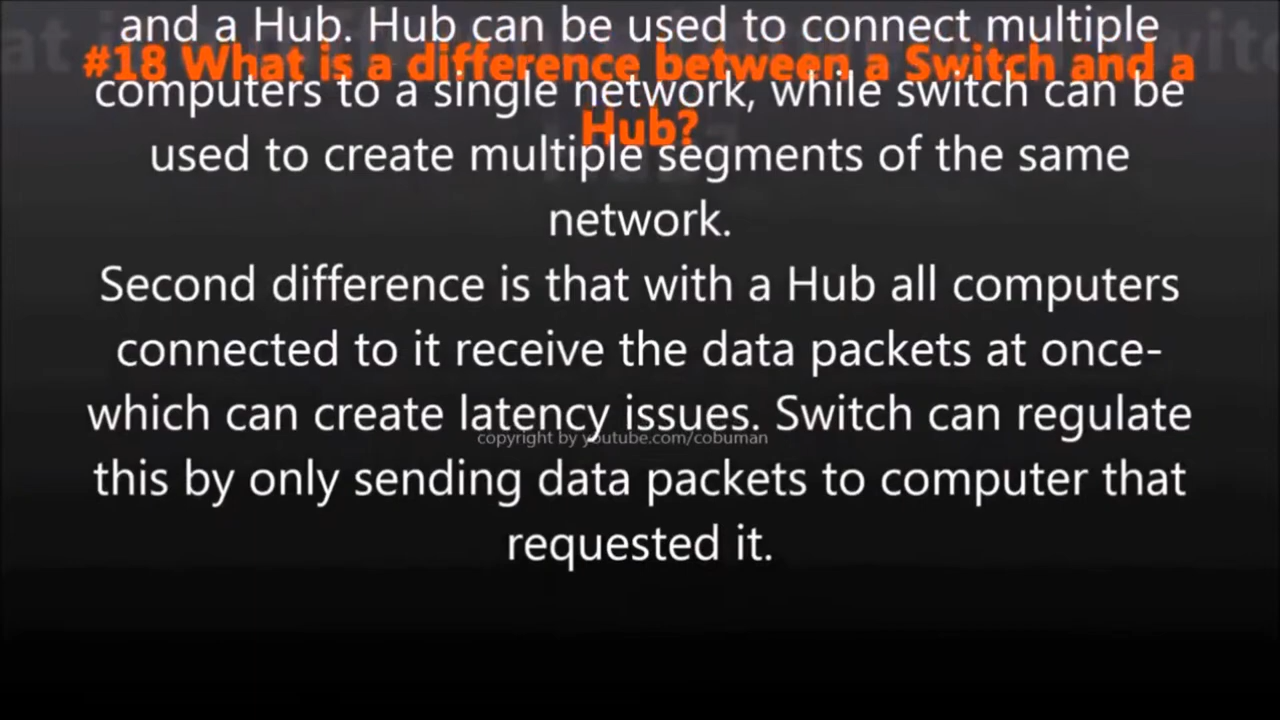 and a Hub. Hub can be used to connect multiple
#18 What is a difference between a Switch and a
computers to a single network, while switch can be
Hub?
used to create multiple segments of the same
network.
Second difference is that with a Hub all computers
connected to it receive the data packets at once-
which can create latency issues. Switch can regulate
copyright by youtube.com/cobuman
this by only sending data packets to computer that
requested it.